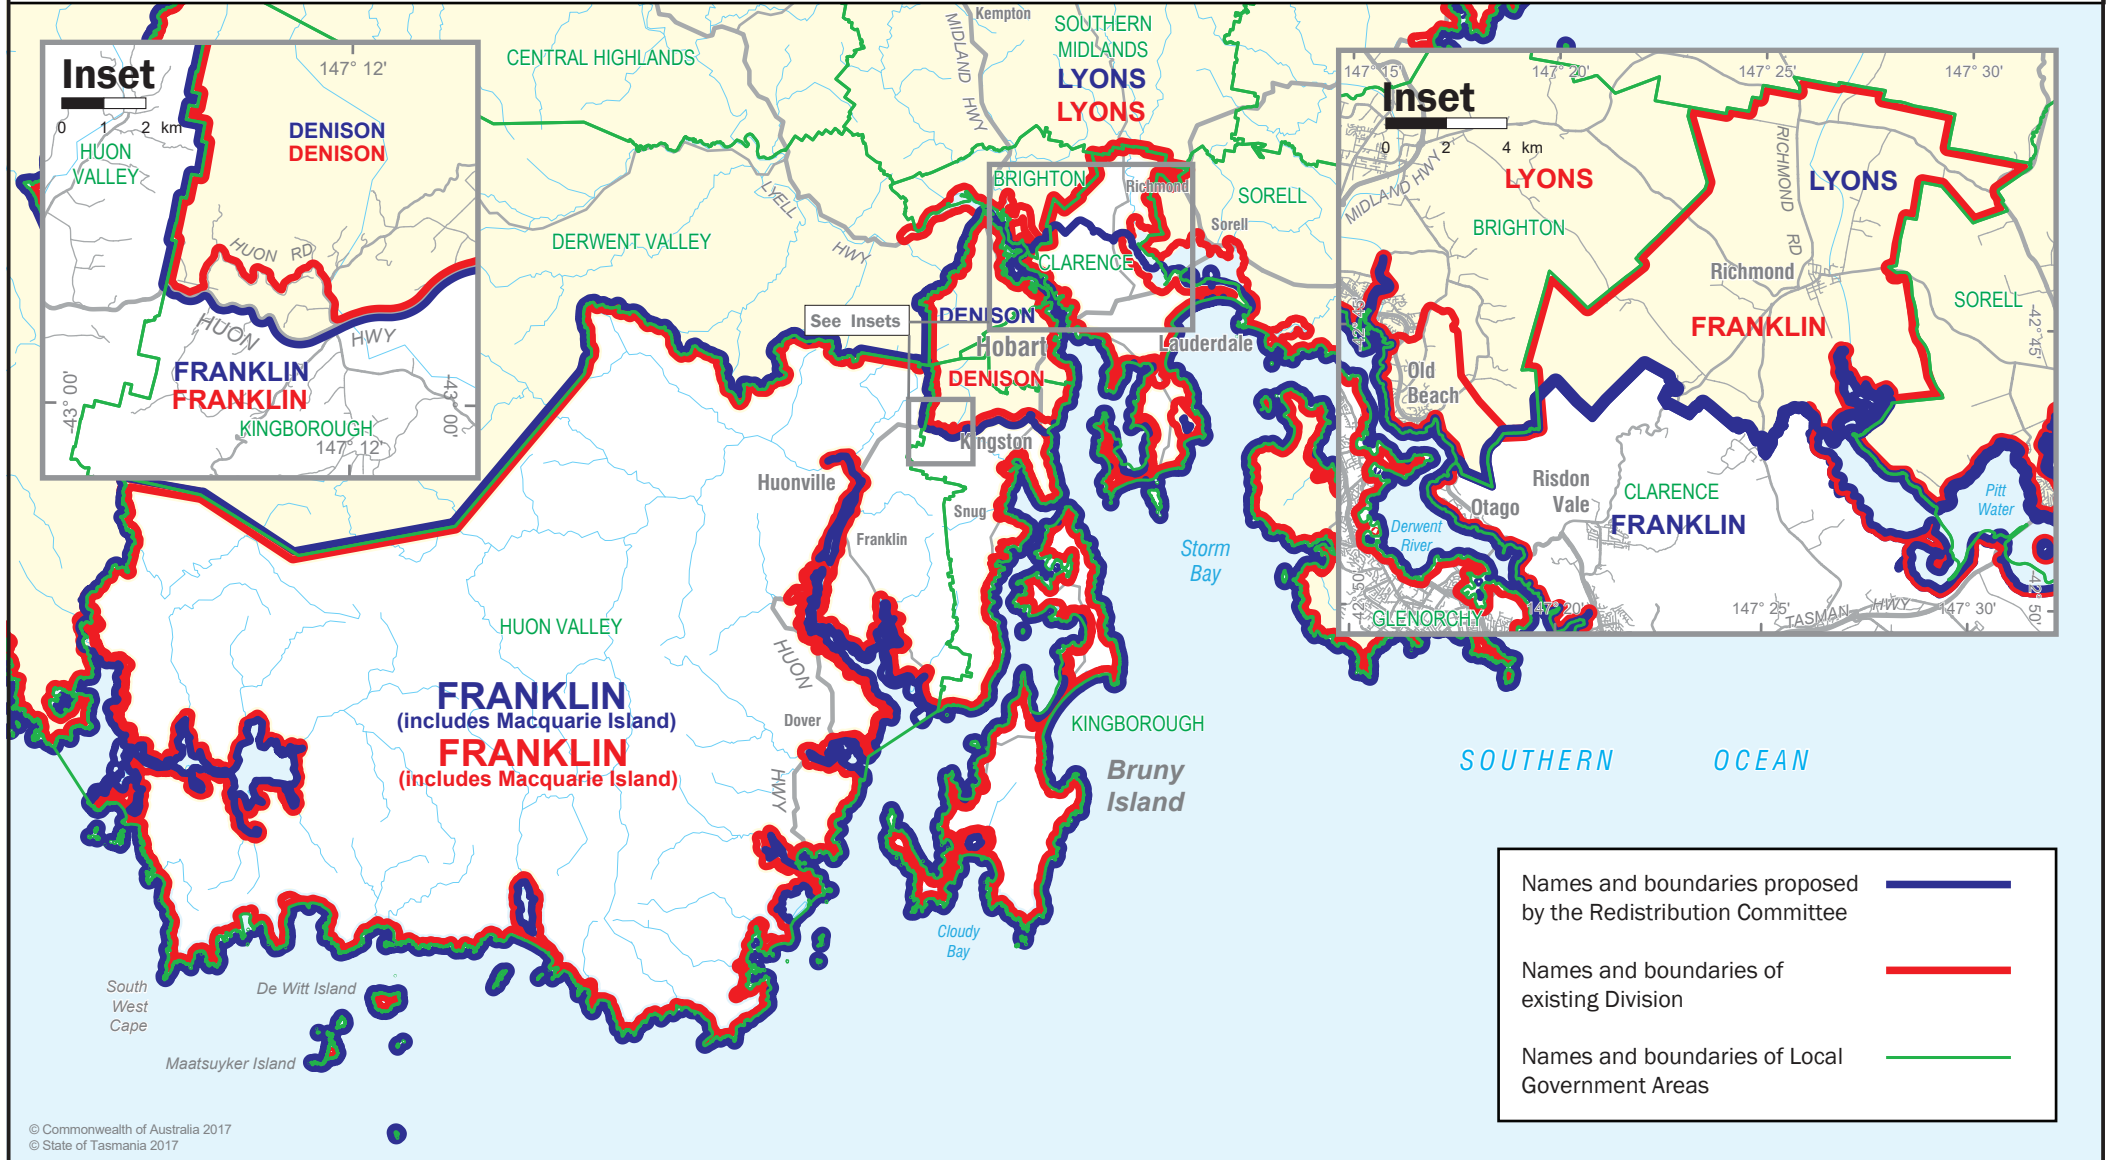 Inset
0 1 2 km
147° 12'
HUON
VALLEY
DENISON
DENISON
HUON RD
HUON
HWY
FRANKLIN
FRANKLIN
KINGBOROUGH
147° 12'
-43° 00'
-43° 00'
CENTRAL HIGHLANDS
Kempton
MIDLAND HWY
SOUTHERN
MIDLANDS
LYONS
LYONS
LYELL
HWY
DERWENT VALLEY
BRIGHTON
Richmond
SORELL
Sorell
CLARENCE
See Insets
DENISON
Hobart
DENISON
Lauderdale
Kingston
Huonville
Snug
Franklin
HUON VALLEY
HUON
HWY
Dover
FRANKLIN
(includes Macquarie Island)
FRANKLIN
(includes Macquarie Island)
KINGBOROUGH
Bruny
Island
Storm
Bay
Cloudy
Bay
South
West
Cape
De Witt Island
Maatsuyker Island
SOUTHERN OCEAN
Inset
0 2 4 km
147° 15'
147° 20'
147° 25'
147° 30'
MIDLAND HWY
LYONS
LYONS
BRIGHTON
RICHMOND RD
Richmond
FRANKLIN
SORELL
-42° 45'
-42° 45'
Old
Beach
Otago
Risdon
Vale
CLARENCE
FRANKLIN
Derwent
River
Pitt
Water
GLENORCHY
-42° 50'
-42° 50'
147° 20'
147° 25'
147° 30'
TASMAN HWY
Names and boundaries proposed
by the Redistribution Committee
Names and boundaries of
existing Division
Names and boundaries of Local
Government Areas
© Commonwealth of Australia 2017
© State of Tasmania 2017